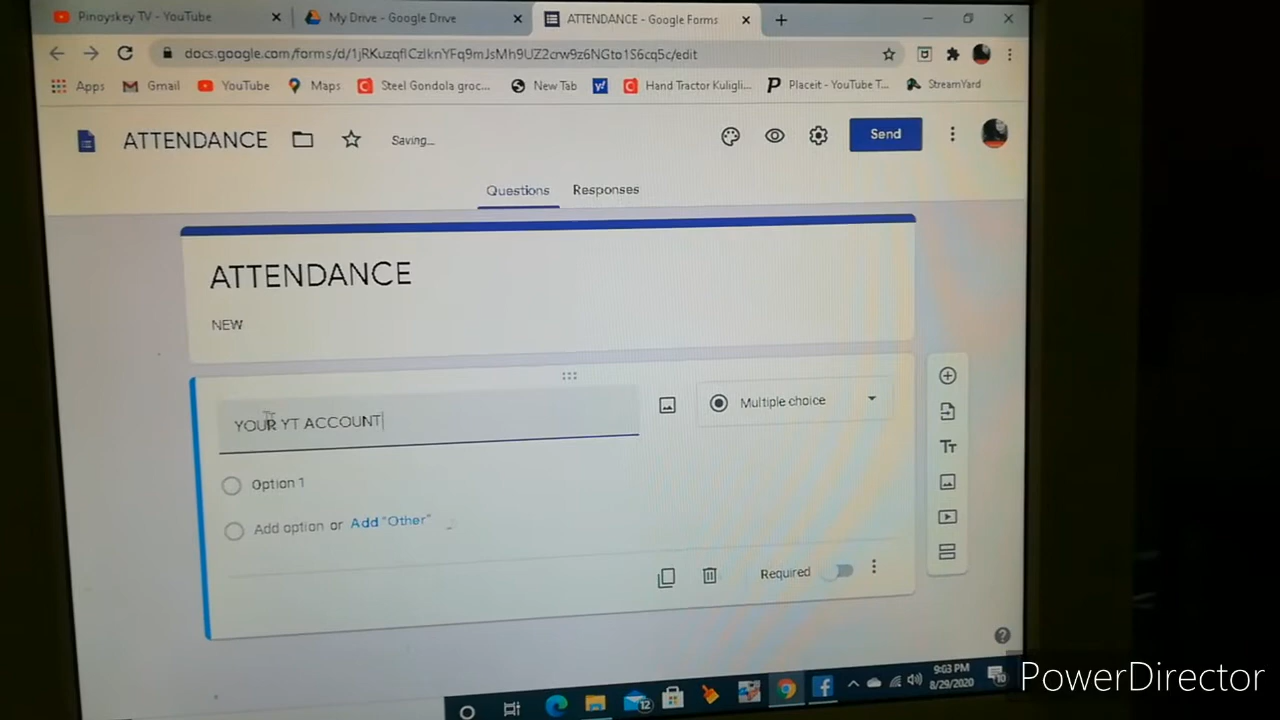 Pinoyskey TV - YouTube
My Drive - Google Drive
ATTENDANCE - Google Forms
docs.google.com/forms/d/1jRKuzqflCzlknYFq9mJsMh9UZ2crw9z6NGto1S6cq5c/edit
Apps
Gmail
YouTube
Maps
Steel Gondola groc...
New Tab
Hand Tractor Kuligli...
Placeit - YouTube T...
StreamYard
ATTENDANCE
Saving...
Send
Questions
Responses
ATTENDANCE
NEW
YOUR YT ACCOUNT
Multiple choice
Option 1
Add option or Add "Other"
Required
12
9:03 PM
8/29/2020
10
PowerDirector